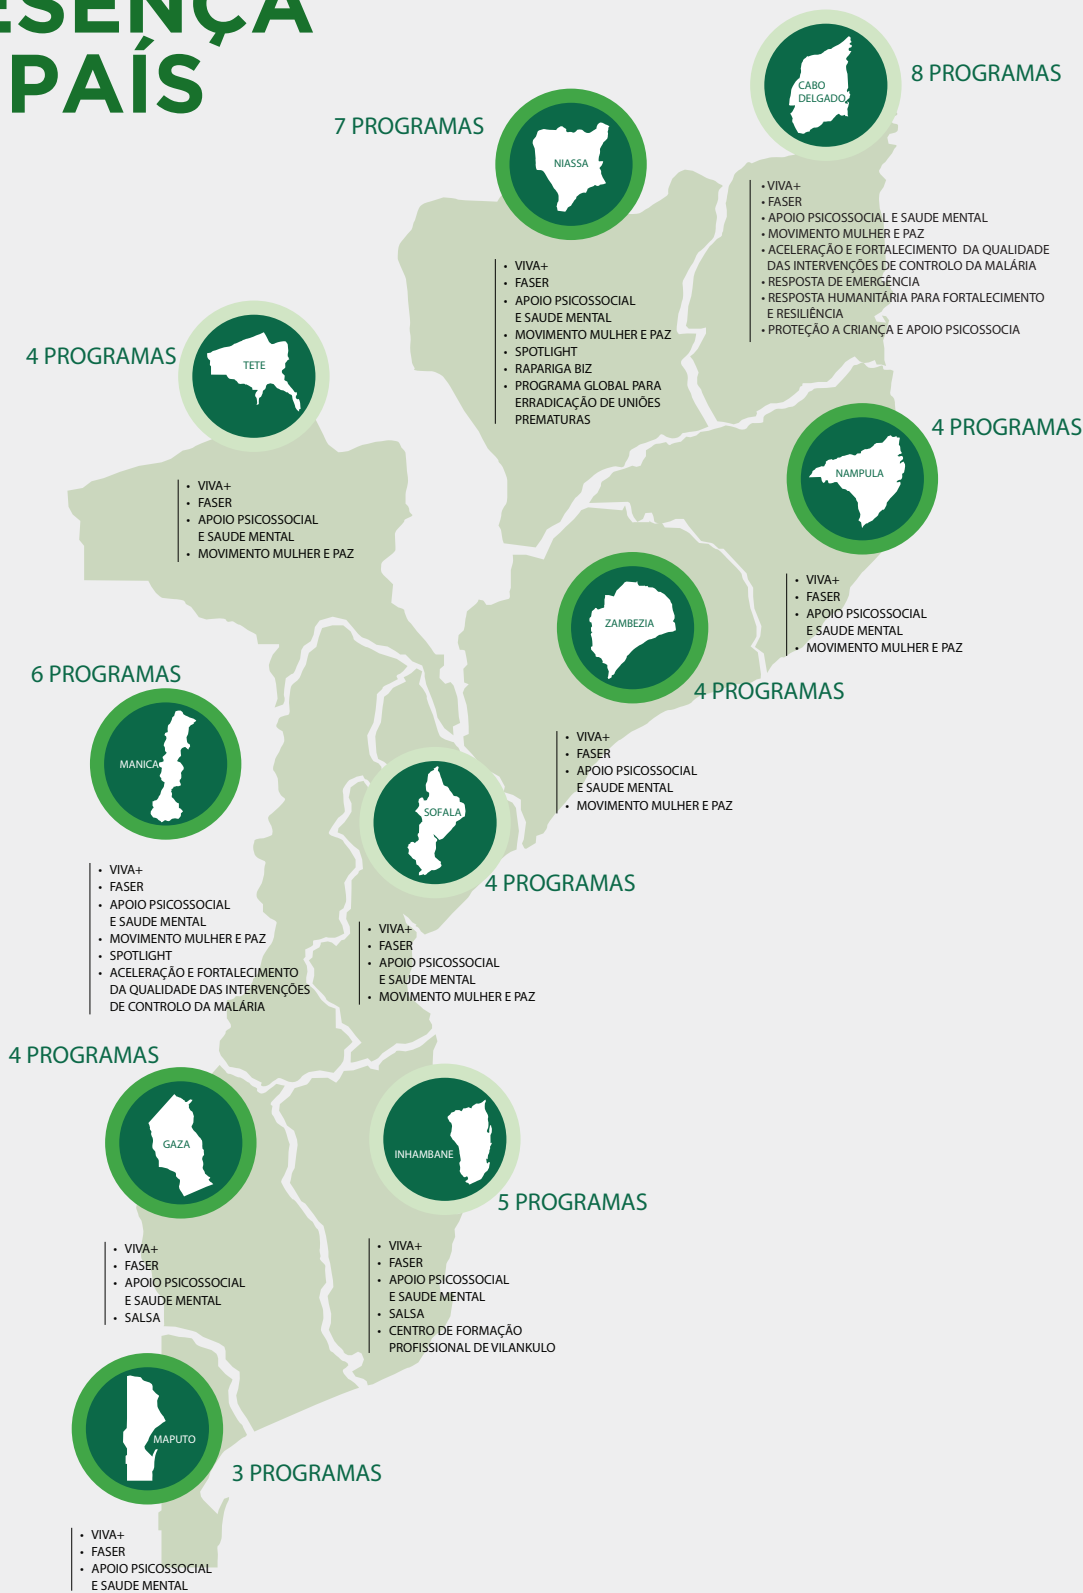 ESENÇA
PAÍS
8 PROGRAMAS
CABO
DELGADO
• VIVA+
• FASER
• APOIO PSICOSSOCIAL E SAUDE MENTAL
• MOVIMENTO MULHER E PAZ
• ACELERAÇÃO E FORTALECIMENTO DA QUALIDADE
DAS INTERVENÇÕES DE CONTROLO DA MALÁRIA
• RESPOSTA DE EMERGÊNCIA
• RESPOSTA HUMANITÁRIA PARA FORTALECIMENTO
E RESILIÊNCIA
• PROTEÇÃO A CRIANÇA E APOIO PSICOSSOCIA
7 PROGRAMAS
NIASSA
• VIVA+
• FASER
• APOIO PSICOSSOCIAL
E SAUDE MENTAL
• MOVIMENTO MULHER E PAZ
• SPOTLIGHT
• RAPARIGA BIZ
• PROGRAMA GLOBAL PARA
ERRADICAÇÃO DE UNIÕES
PREMATURAS
4 PROGRAMAS
TETE
• VIVA+
• FASER
• APOIO PSICOSSOCIAL
E SAUDE MENTAL
• MOVIMENTO MULHER E PAZ
4 PROGRAMAS
NAMPULA
• VIVA+
• FASER
• APOIO PSICOSSOCIAL
E SAUDE MENTAL
• MOVIMENTO MULHER E PAZ
ZAMBEZIA
4 PROGRAMAS
• VIVA+
• FASER
• APOIO PSICOSSOCIAL
E SAUDE MENTAL
• MOVIMENTO MULHER E PAZ
6 PROGRAMAS
MANICA
• VIVA+
• FASER
• APOIO PSICOSSOCIAL
E SAUDE MENTAL
• MOVIMENTO MULHER E PAZ
• SPOTLIGHT
• ACELERAÇÃO E FORTALECIMENTO
DA QUALIDADE DAS INTERVENÇÕES
DE CONTROLO DA MALÁRIA
SOFALA
4 PROGRAMAS
• VIVA+
• FASER
• APOIO PSICOSSOCIAL
E SAUDE MENTAL
• MOVIMENTO MULHER E PAZ
4 PROGRAMAS
GAZA
• VIVA+
• FASER
• APOIO PSICOSSOCIAL
E SAUDE MENTAL
• SALSA
INHAMBANE
5 PROGRAMAS
• VIVA+
• FASER
• APOIO PSICOSSOCIAL
E SAUDE MENTAL
• SALSA
• CENTRO DE FORMAÇÃO
PROFISSIONAL DE VILANKULO
MAPUTO
3 PROGRAMAS
• VIVA+
• FASER
• APOIO PSICOSSOCIAL
E SAUDE MENTAL